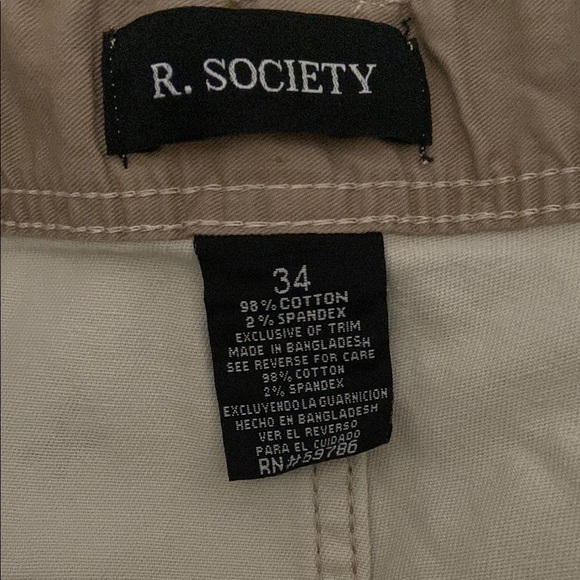 R. SOCIETY
34
98% COTTON
2% SPANDEX
EXCLUSIVE OF TRIM
MADE IN BANGLADESH
SEE REVERSE FOR CARE
98% COTTON
2% SPANDEX
EXCLUYENDO LA GUARNICION
HECHO EN BANGLADESH
VER EL REVERSO
PARA EL CUIDADO
RN#59786